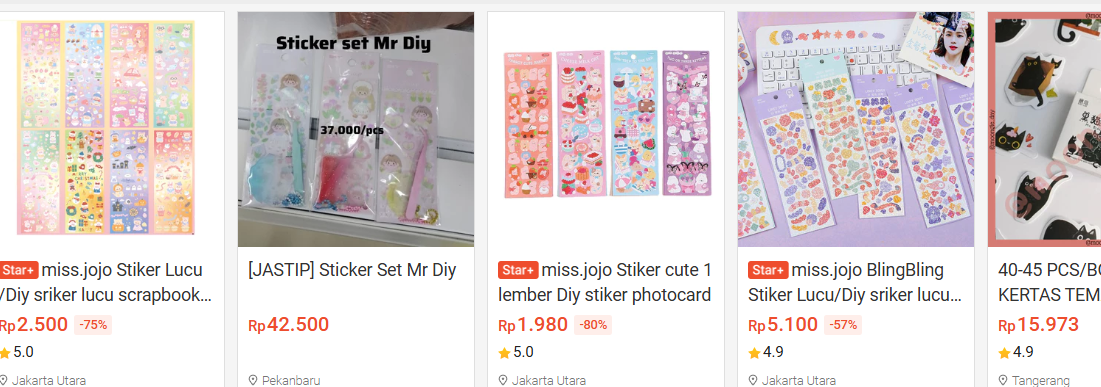 Star+ miss.jojo Stiker Lucu
/Diy sriker lucu scrapbook...
Rp2.500 -75%
5.0
Jakarta Utara
Sticker set Mr Diy
37.000/pcs
[JASTIP] Sticker Set Mr Diy
Rp42.500
Pekanbaru
Star+ miss.jojo Stiker cute 1
lember Diy stiker photocard
Rp1.980 -80%
5.0
Jakarta Utara
Star+ miss.jojo BlingBling
Stiker Lucu/Diy sriker lucu...
Rp5.100 -57%
4.9
Jakarta Utara
40-45 PCS/BO
KERTAS TEM
Rp15.973
4.9
Tangerang